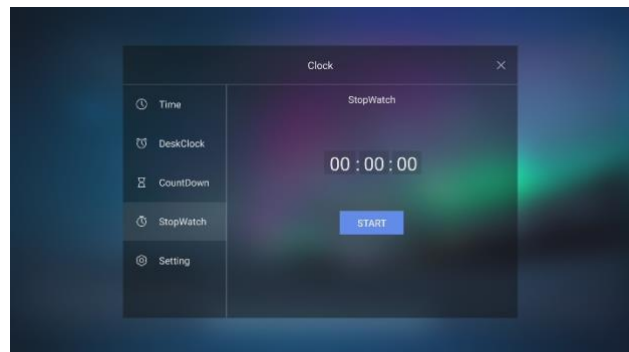 Clock
Time
DeskClock
CountDown
StopWatch
Setting
StopWatch
00 : 00 : 00
START